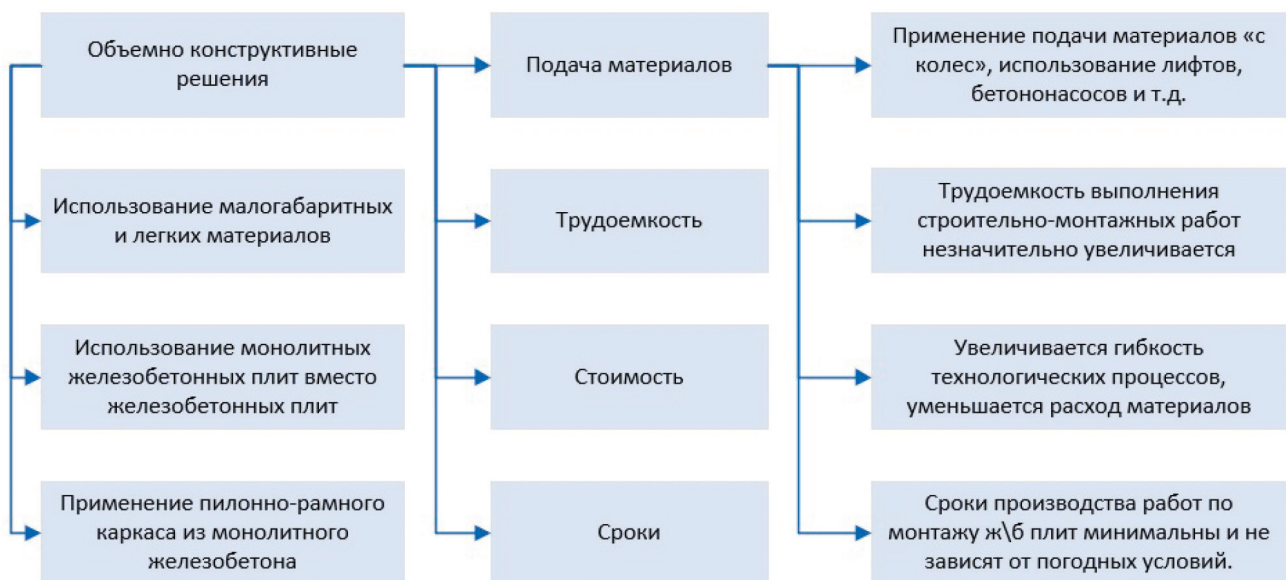 Объемно конструктивные
решения
Подача материалов
Применение подачи материалов «с
колес», использование лифтов,
бетононасосов и т.д.
Использование малогабаритных
и легких материалов
Трудоемкость
Трудоемкость выполнения
строительно-монтажных работ
незначительно увеличивается
Использование монолитных
железобетонных плит вместо
железобетонных плит
Стоимость
Увеличивается гибкость
технологических процессов,
уменьшается расход материалов
Применение пилонно-рамного
каркаса из монолитного
железобетона
Сроки
Сроки производства работ по
монтажу ж\б плит минимальны и не
зависят от погодных условий.